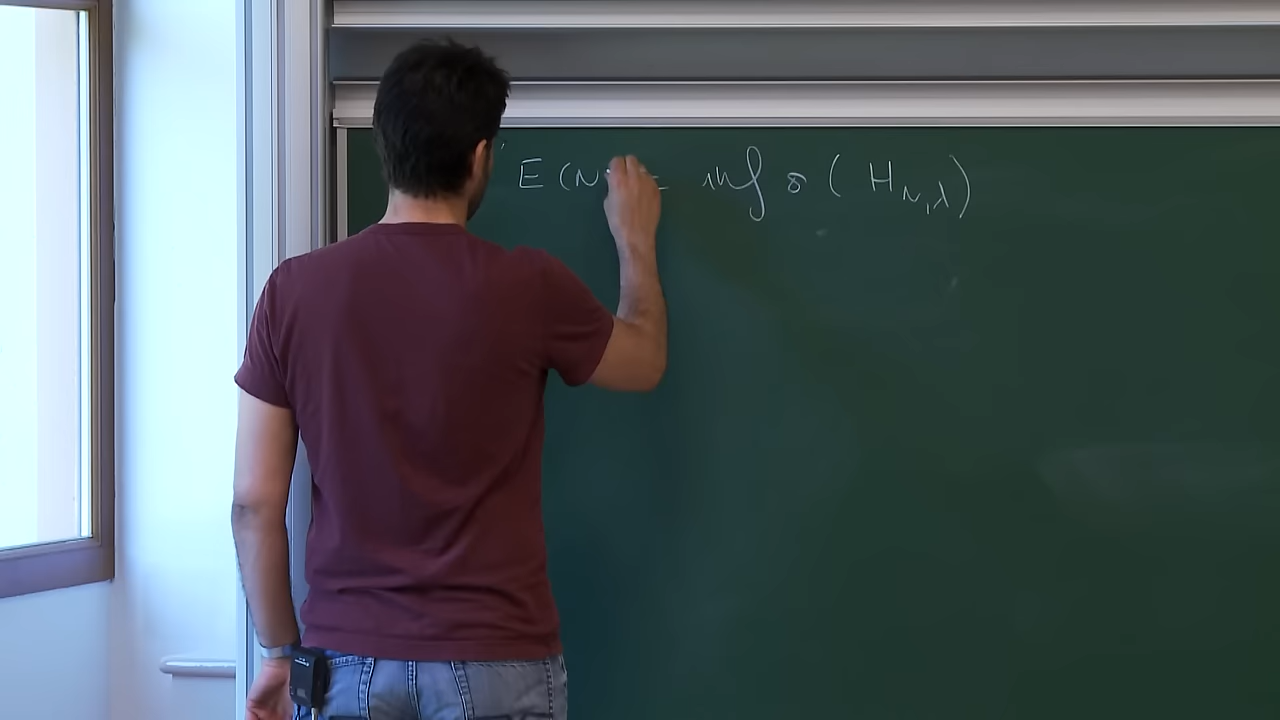 E (N = inf σ ( H_{N,λ} )